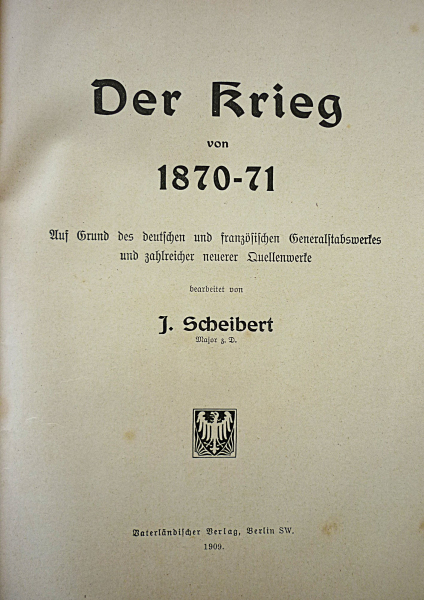 Der Krieg
von
1870-71
Auf Grund des deutschen und französischen Generalstabswerkes
und zahlreicher neuerer Quellenwerke
bearbeitet von
J. Scheibert
Major z. D.
Vaterländischer Verlag, Berlin SW.
1909.